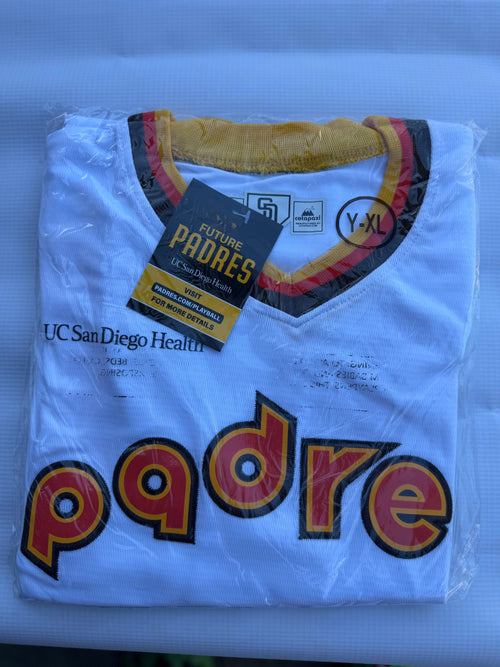 SD
cotopaxi
Y-XL
FUTURE
PADRES
UC San Diego Health
VISIT
PADRES.COM/PLAYBALL
FOR MORE DETAILS
UC San Diego Health
padre